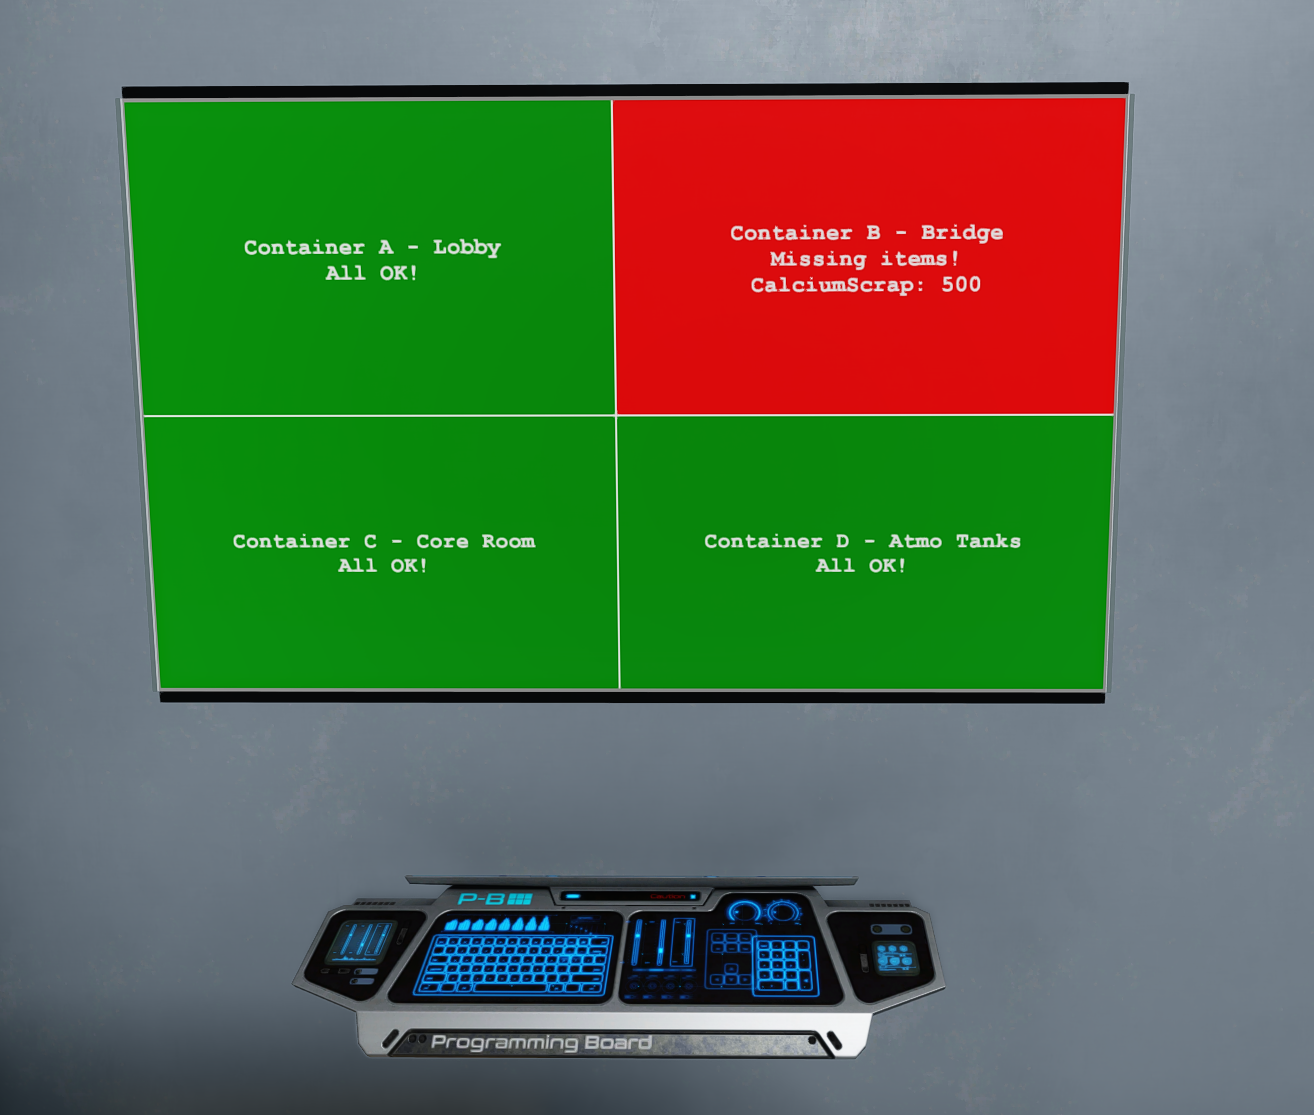 Container A - Lobby
All OK!
Container B - Bridge
Missing items!
CalciumScrap: 500
Container C - Core Room
All OK!
Container D - Atmo Tanks
All OK!
P-B
Caution
Programming Board